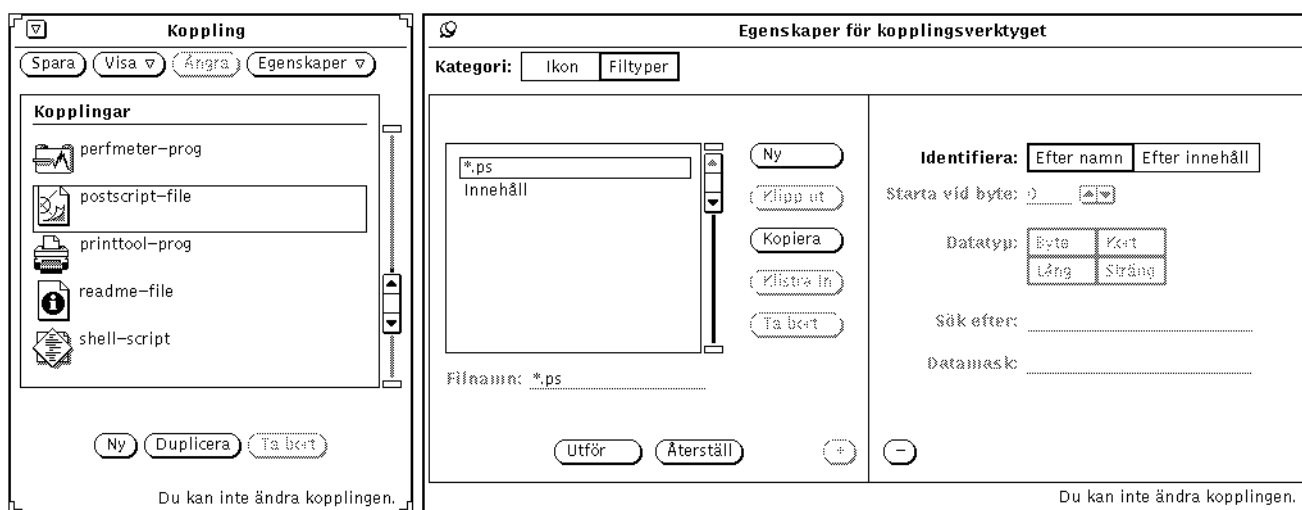 Koppling
Spara Visa Ångra Egenskaper
Kopplingar
perfmeter-prog
postscript-file
printtool-prog
readme-file
shell-script
Ny Duplicera Ta bort
Du kan inte ändra kopplingen.
Egenskaper för kopplingsverktyget
Kategori: Ikon Filtyper
*.ps
Innehåll
Ny
Klipp ut
Kopiera
Klistra in
Ta bort
Filnamn: *.ps
Utför Återställ +
Identifiera: Efter namn Efter innehåll
Starta vid byte: 0
Datatyp: Byte Kort
Lång Sträng
Sök efter:
Datamask:
−
Du kan inte ändra kopplingen.